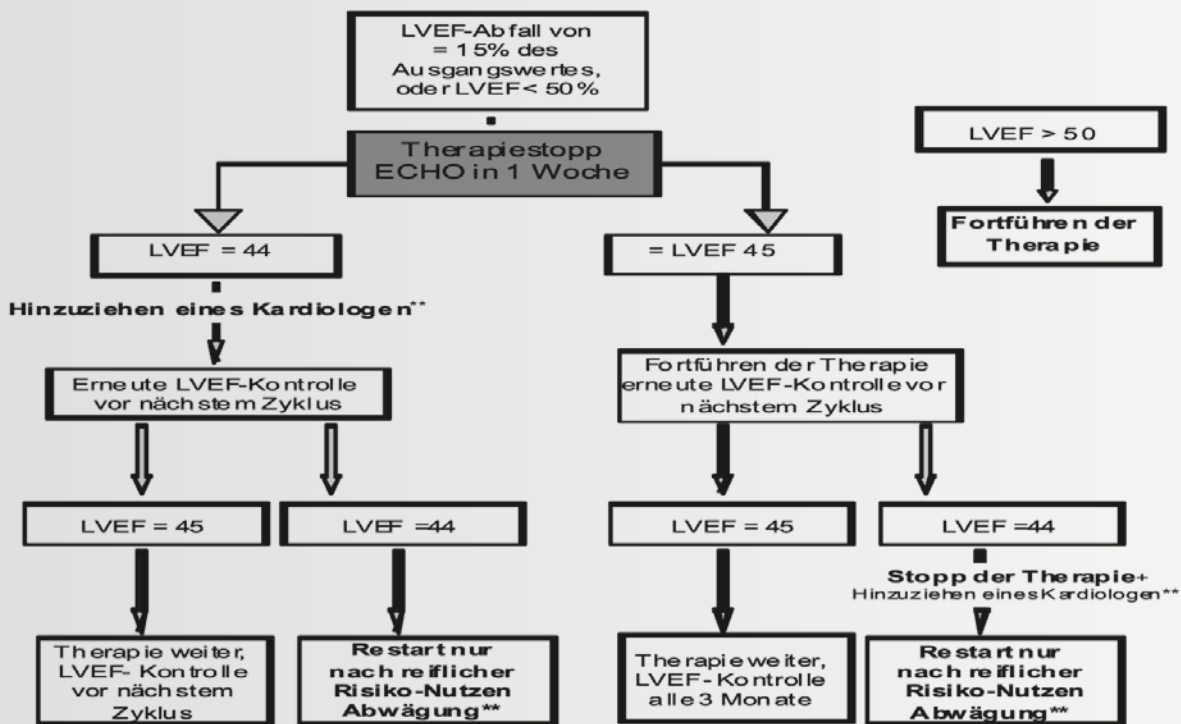 LVEF-Abfall von
= 15% des
Ausgangswertes,
oder LVEF< 50%
Therapiestopp
ECHO in 1 Woche
LVEF > 50
Fortführen der
Therapie
LVEF = 44
= LVEF 45
Hinzuziehen eines Kardiologen**
Erneute LVEF-Kontrolle
vor nächstem Zyklus
Fortführen der Therapie
erneute LVEF-Kontrolle vor
nächstem Zyklus
LVEF = 45
LVEF =44
LVEF = 45
LVEF =44
Stopp der Therapie+
Hinzuziehen eines Kardiologen**
Therapie weiter,
LVEF- Kontrolle
vor nächstem
Zyklus
Restart nur
nach reiflicher
Risiko-Nutzen
Abwägung**
Therapie weiter,
LVEF-Kontrolle
alle 3 Monate
Restart nur
nach reiflicher
Risiko-Nutzen
Abwägung**